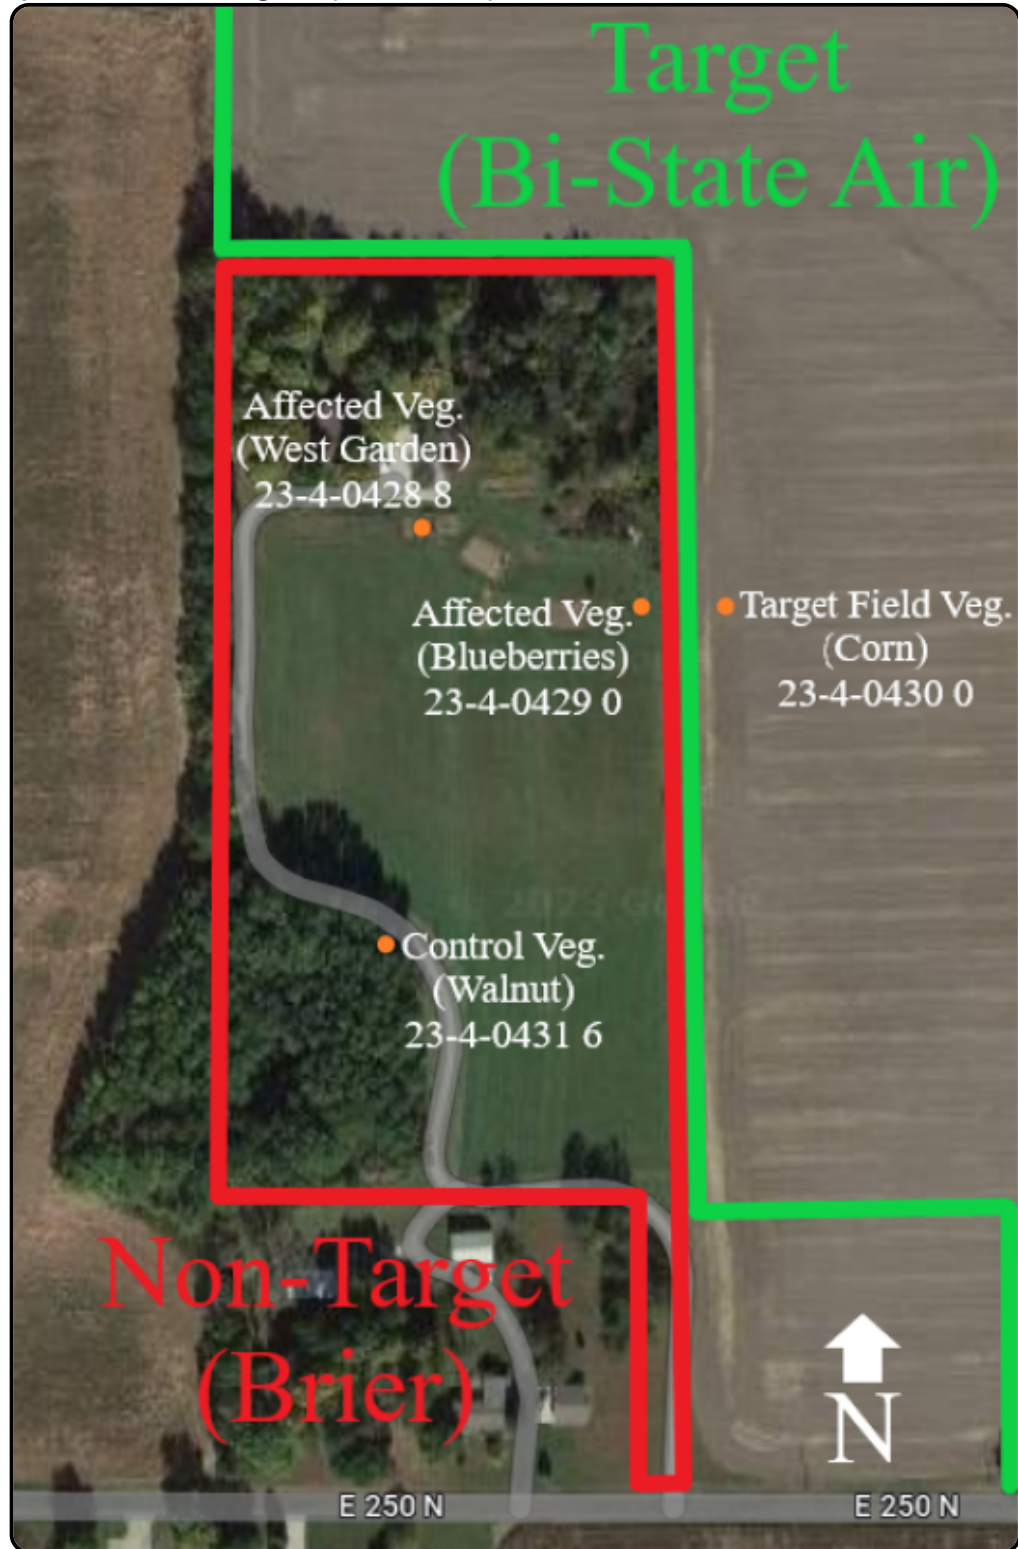 Target
(Bi-State Air)
Affected Veg.
(West Garden)
23-4-0428 8
Affected Veg.
(Blueberries)
23-4-0429 0
Target Field Veg.
(Corn)
23-4-0430 0
Control Veg.
(Walnut)
23-4-0431 6
Non-Target
(Brier)
N
E 250 N
E 250 N